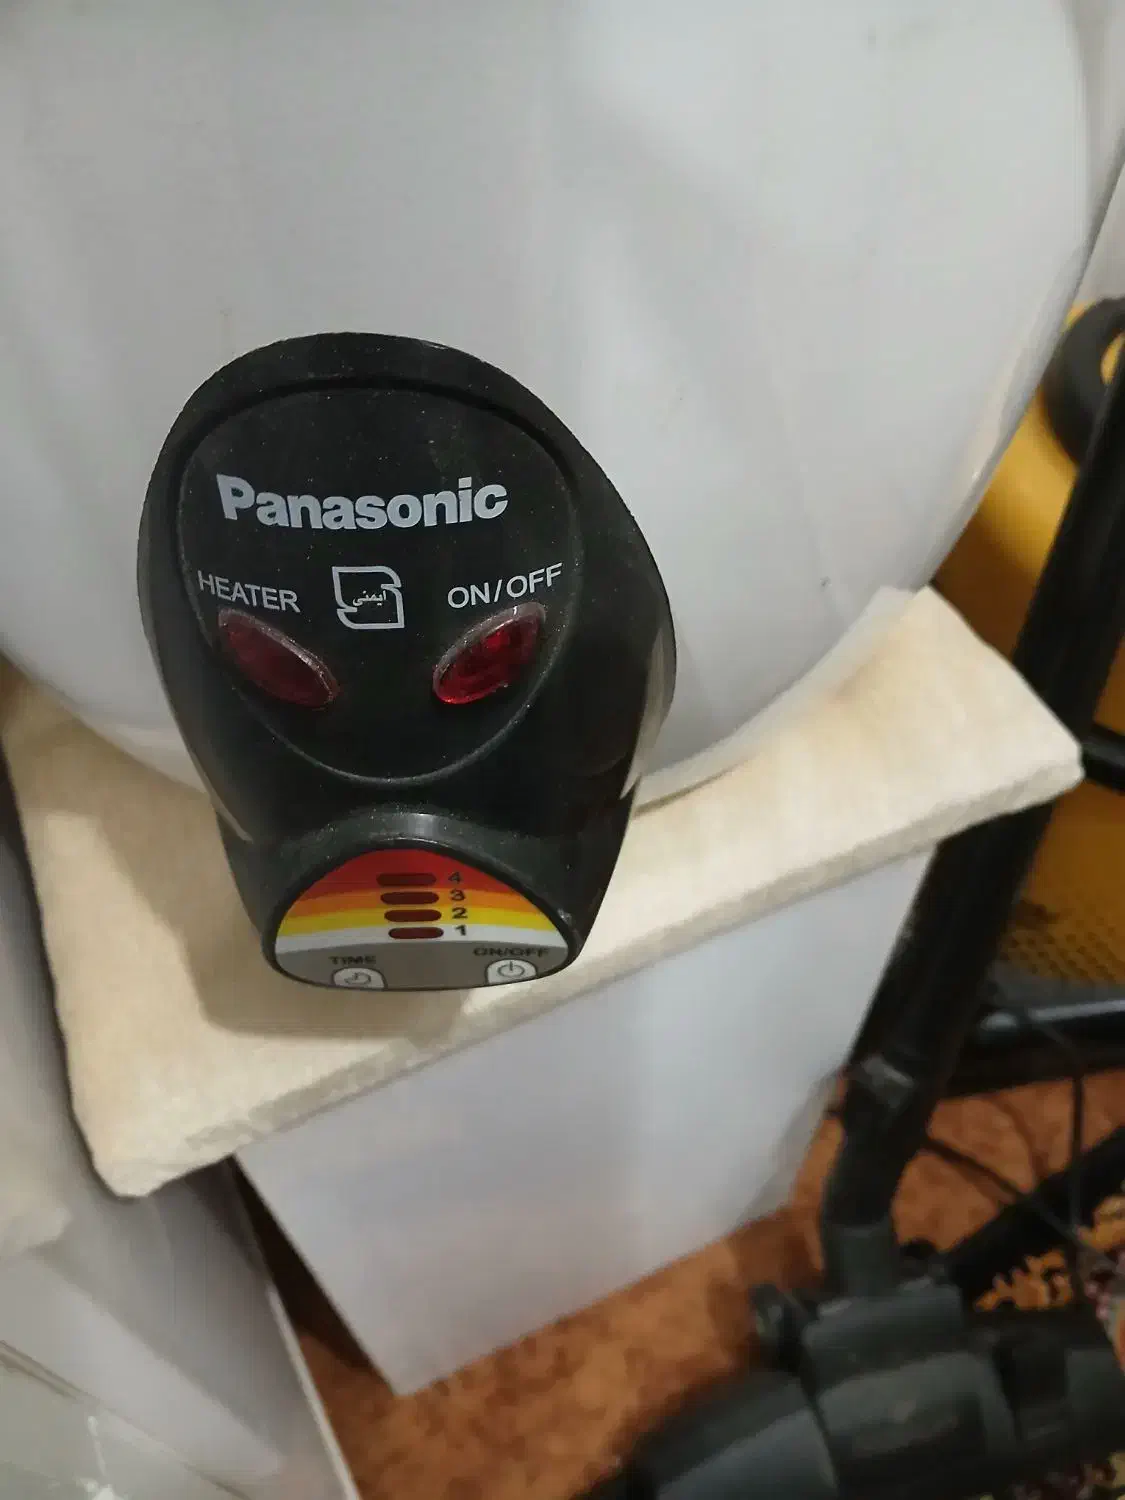 Panasonic
HEATER
ایمنی
ON/OFF
4
3
2
1
TIME
ON/OFF